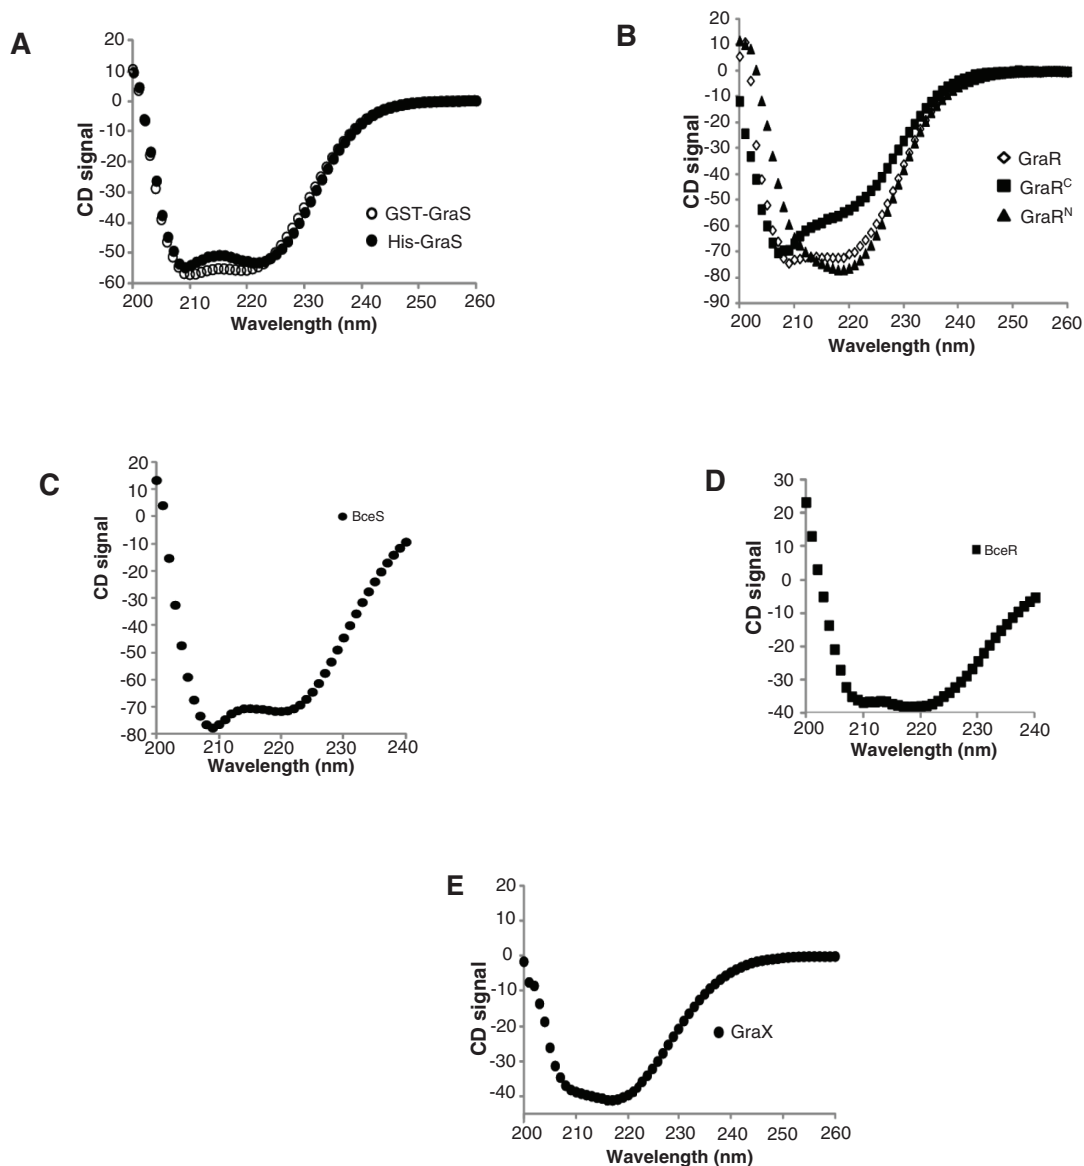 A
20
10
0
-10
-20
-30
-40
-50
-60
CD signal
GST-GraS
His-GraS
200 210 220 230 240 250 260
Wavelength (nm)
B
20
10
0
-10
-20
-30
-40
-50
-60
-70
-80
-90
CD signal
GraR
GraR^C
GraR^N
200 210 220 230 240 250 260
Wavelength (nm)
C
20
10
0
-10
-20
-30
-40
-50
-60
-70
-80
CD signal
BceS
200 210 220 230 240
Wavelength (nm)
D
30
20
10
0
-10
-20
-30
-40
CD signal
BceR
200 210 220 230 240
Wavelength (nm)
E
20
10
0
-10
-20
-30
-40
CD signal
GraX
200 210 220 230 240 250 260
Wavelength (nm)